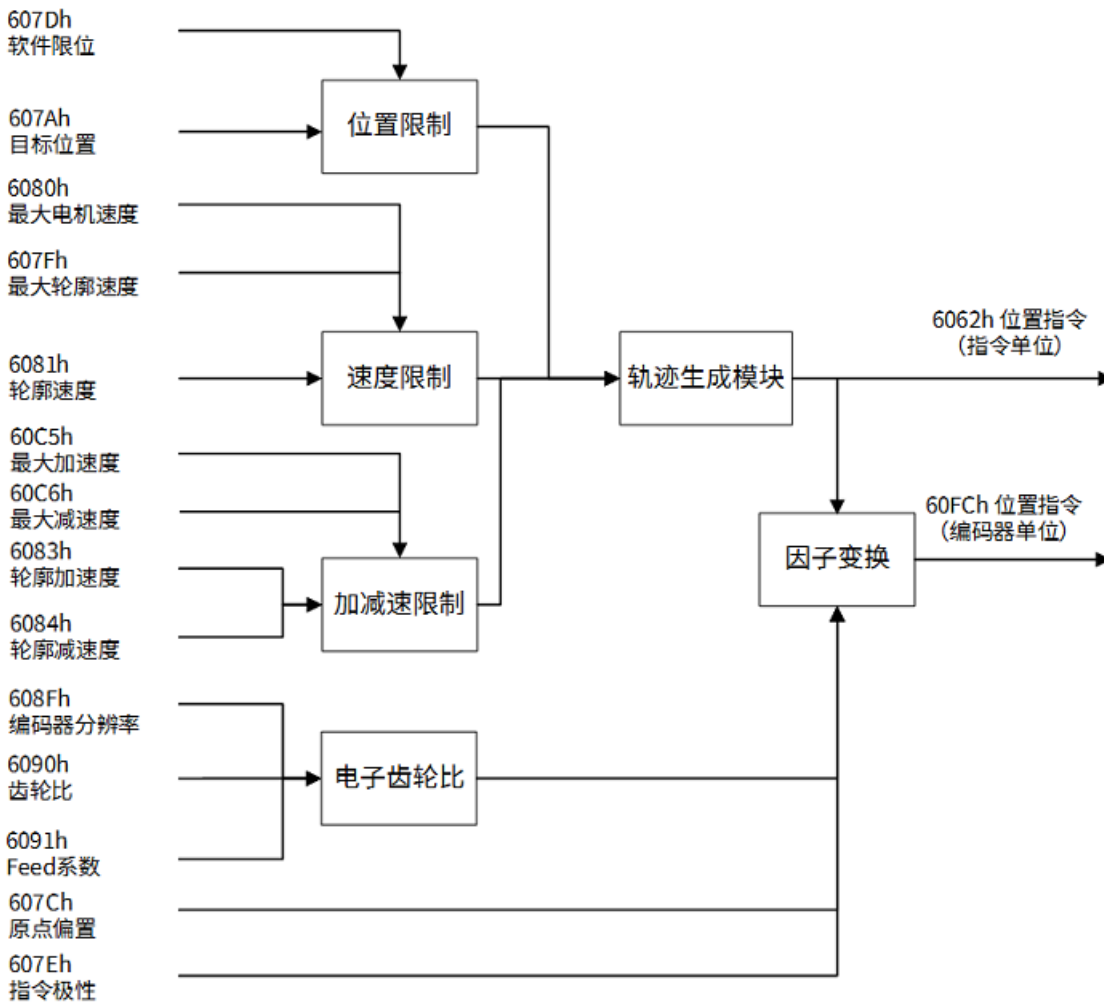 607Dh
软件限位
607Ah
目标位置
位置限制
6080h
最大电机速度
607Fh
最大轮廓速度
6081h
轮廓速度
速度限制
轨迹生成模块
6062h 位置指令
（指令单位）
60C5h
最大加速度
60C6h
最大减速度
6083h
轮廓加速度
6084h
轮廓减速度
加减速限制
60FCh 位置指令
（编码器单位）
因子变换
608Fh
编码器分辨率
6090h
齿轮比
6091h
Feed系数
电子齿轮比
607Ch
原点偏置
607Eh
指令极性